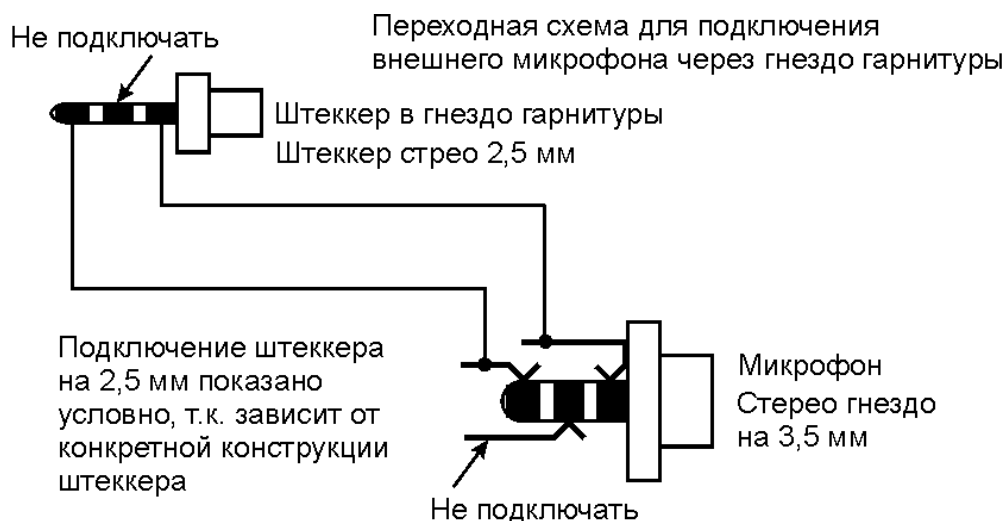 Не подключать
Переходная схема для подключения
внешнего микрофона через гнездо гарнитуры
Штеккер в гнездо гарнитуры
Штеккер стрео 2,5 мм
Подключение штеккера
на 2,5 мм показано
условно, т.к. зависит от
конкретной конструкции
штеккера
Микрофон
Стерео гнездо
на 3,5 мм
Не подключать